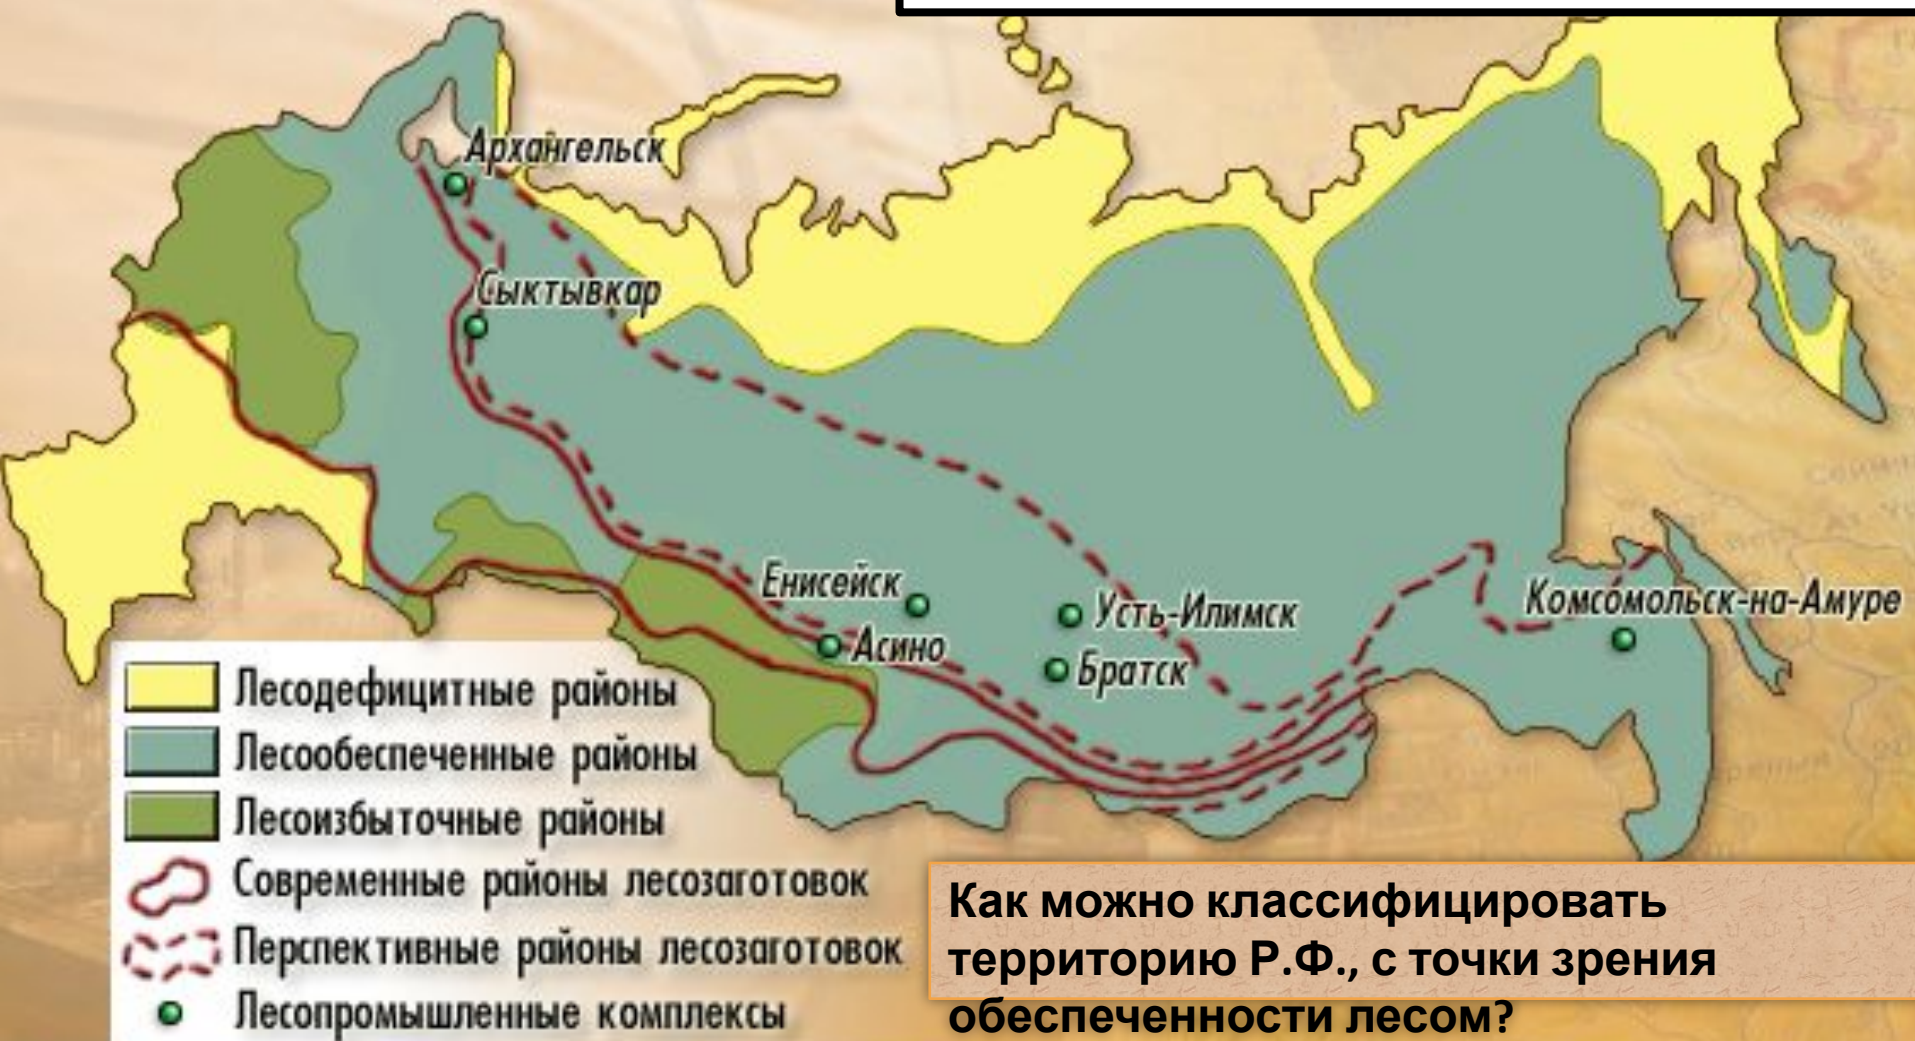 Архангельск
Сыктывкар
Енисейск
Усть-Илимск
Комсомольск-на-Амуре
Асино
Братск
Лесодефицитные районы
Лесообеспеченные районы
Лесоизбыточные районы
Современные районы лесозаготовок
Перспективные районы лесозаготовок
Лесопромышленные комплексы
Как можно классифицировать
территорию Р.Ф., с точки зрения
обеспеченности лесом?